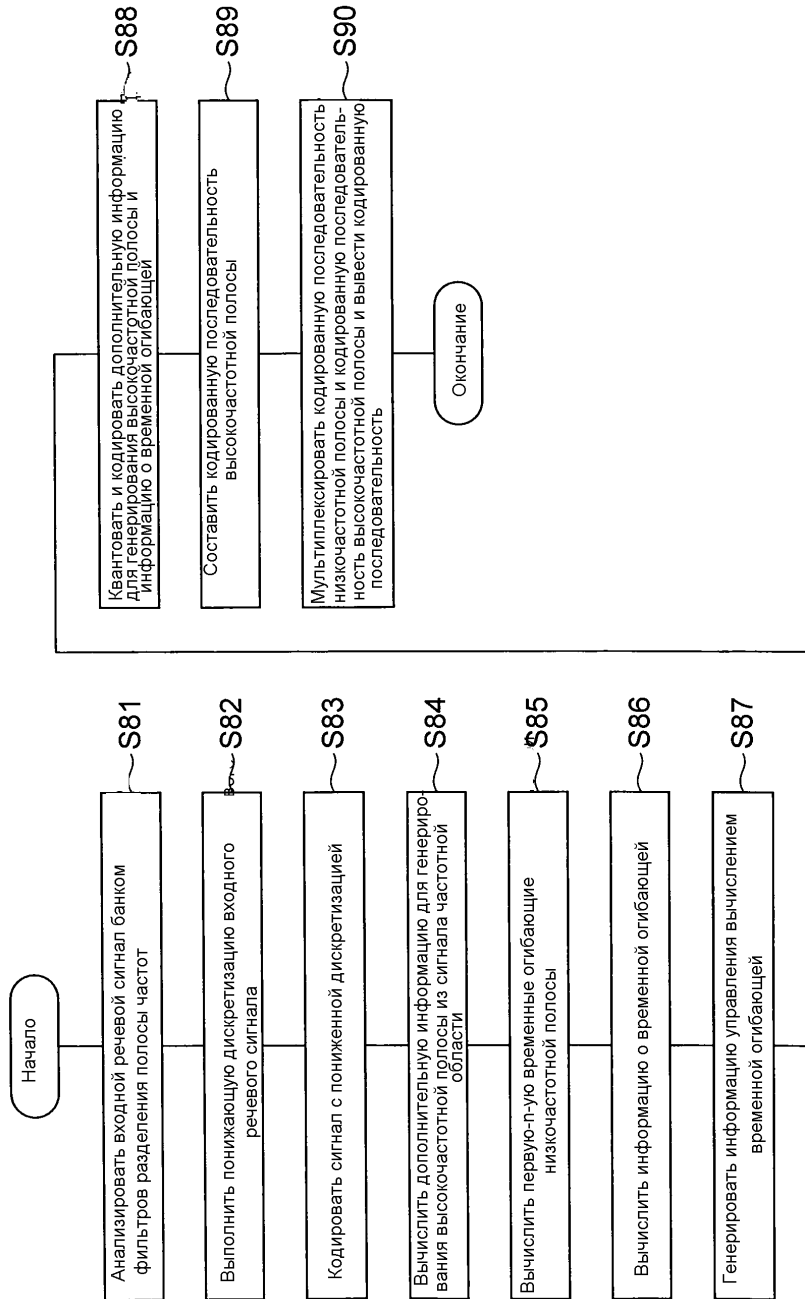 Начало
Анализировать входной речевой сигнал банком
фильтров разделения полосы частот
S81
Выполнить понижающую дискретизацию входного
речевого сигнала
S82
Кодировать сигнал с пониженной дискретизацией
S83
Вычислить дополнительную информацию для генериро-
вания высокочастотной полосы из сигнала частотной
области
S84
Вычислить первую-n-ую временные огибающие
низкочастотной полосы
S85
Вычислить информацию о временной огибающей
S86
Генерировать информацию управления вычислением
временной огибающей
S87
Квантовать и кодировать дополнительную информацию
для генерирования высокочастотной полосы и
информацию о временной огибающей
S88
Составить кодированную последовательность
высокочастотной полосы
S89
Мультиплексировать кодированную последовательность
низкочастотной полосы и кодированную последователь-
ность высокочастотной полосы и вывести кодированную
последовательность
S90
Окончание